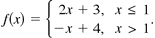 f(x) = { 2x + 3, x ≤ 1
−x + 4, x > 1.